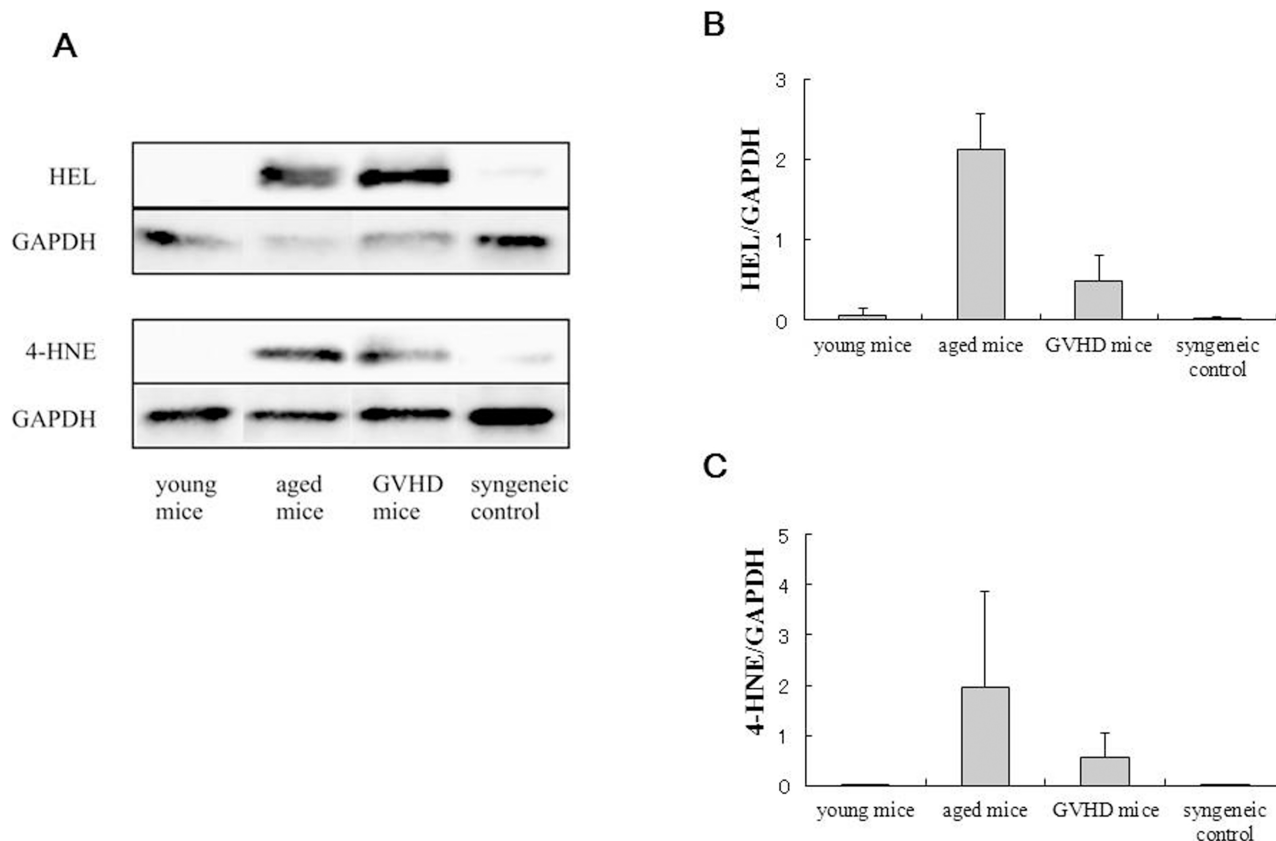 A
HEL
GAPDH
4-HNE
GAPDH
young aged GVHD syngeneic
mice mice mice control
B
HEL/GAPDH
3
2
1
0
young mice aged mice GVHD mice syngeneic
control
C
4-HNE/GAPDH
5
4
3
2
1
0
young mice aged mice GVHD mice syngeneic
control